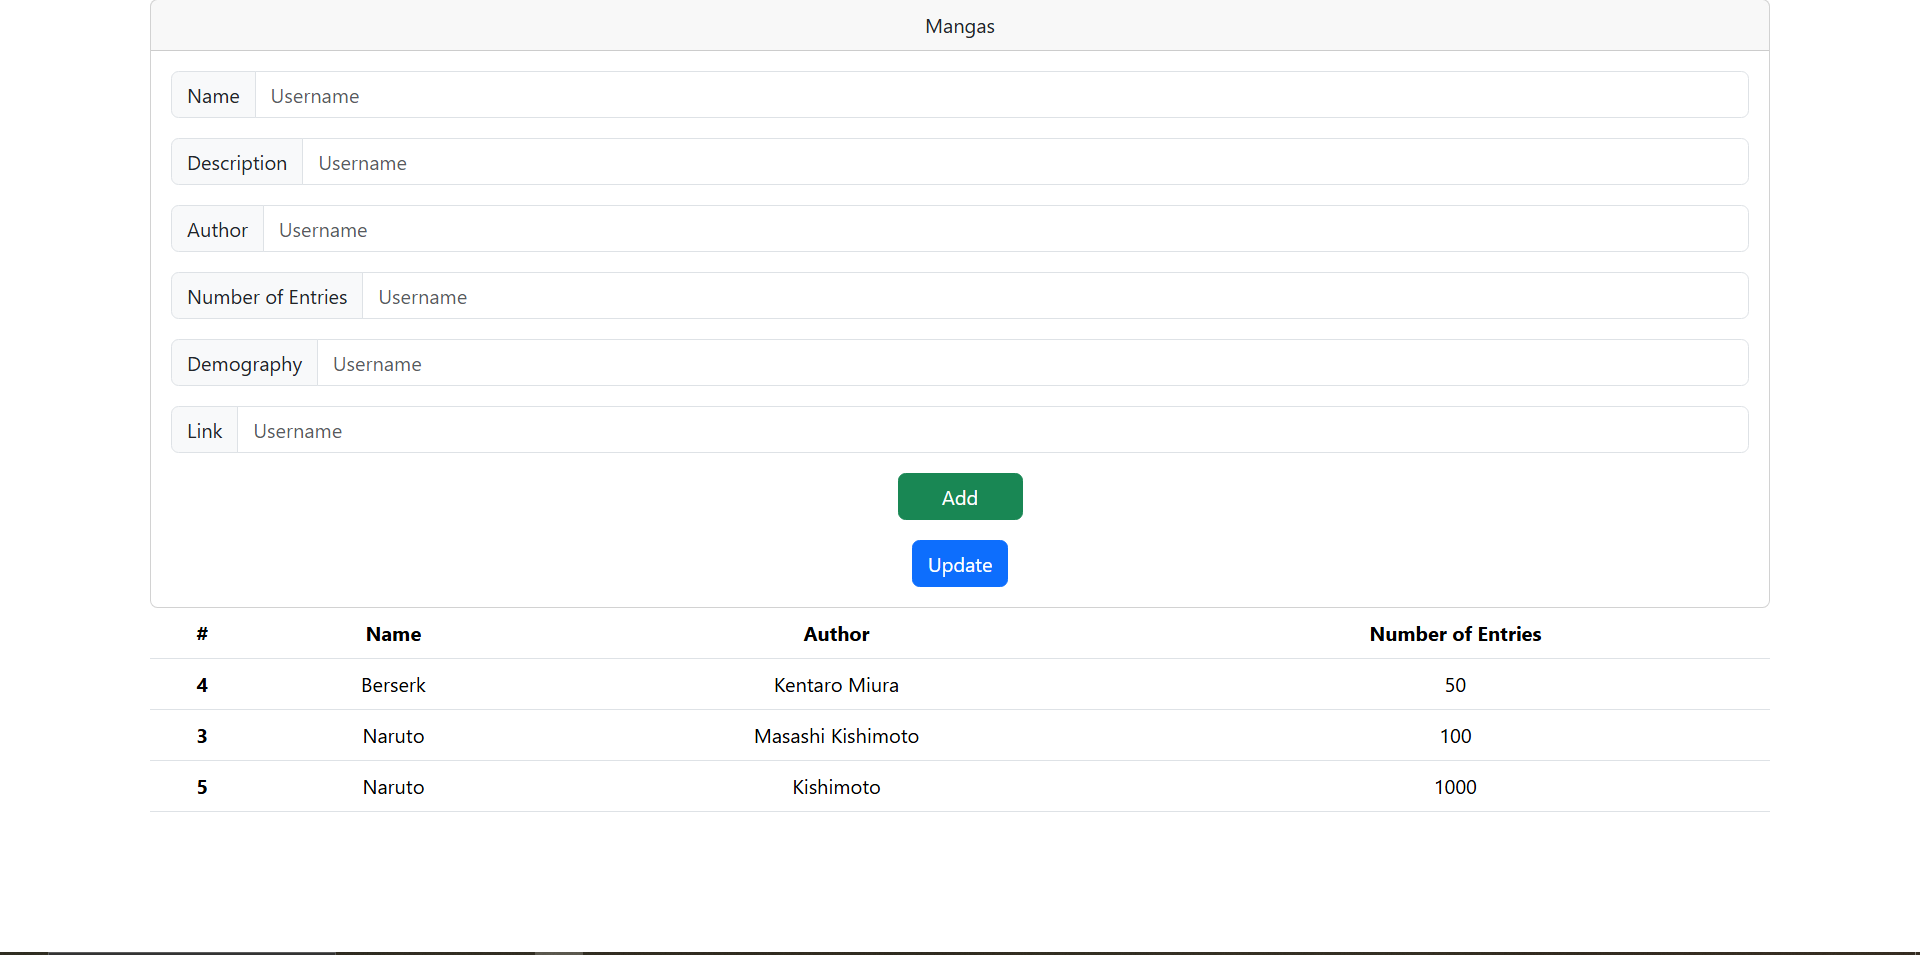 Mangas
Name Username
Description Username
Author Username
Number of Entries Username
Demography Username
Link Username
Add
Update
# Name Author Number of Entries
4 Berserk Kentaro Miura 50
3 Naruto Masashi Kishimoto 100
5 Naruto Kishimoto 1000